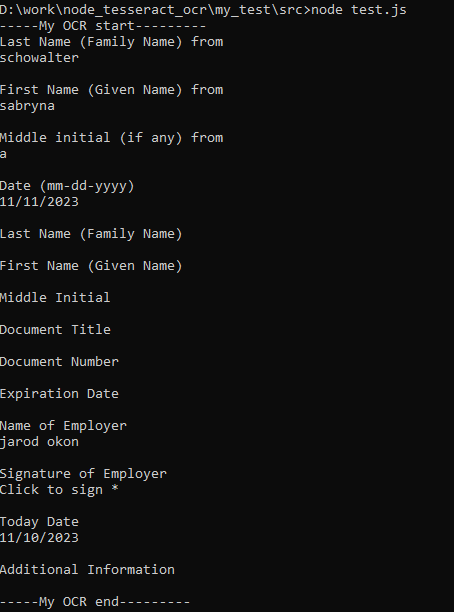 D:\work\node_tesseract_ocr\my_test\src>node test.js
-----My OCR start---------
Last Name (Family Name) from
schowalter
First Name (Given Name) from
sabryna
Middle initial (if any) from
a
Date (mm-dd-yyyy)
11/11/2023
Last Name (Family Name)
First Name (Given Name)
Middle Initial
Document Title
Document Number
Expiration Date
Name of Employer
jarod okon
Signature of Employer
Click to sign *
Today Date
11/10/2023
Additional Information
-----My OCR end---------